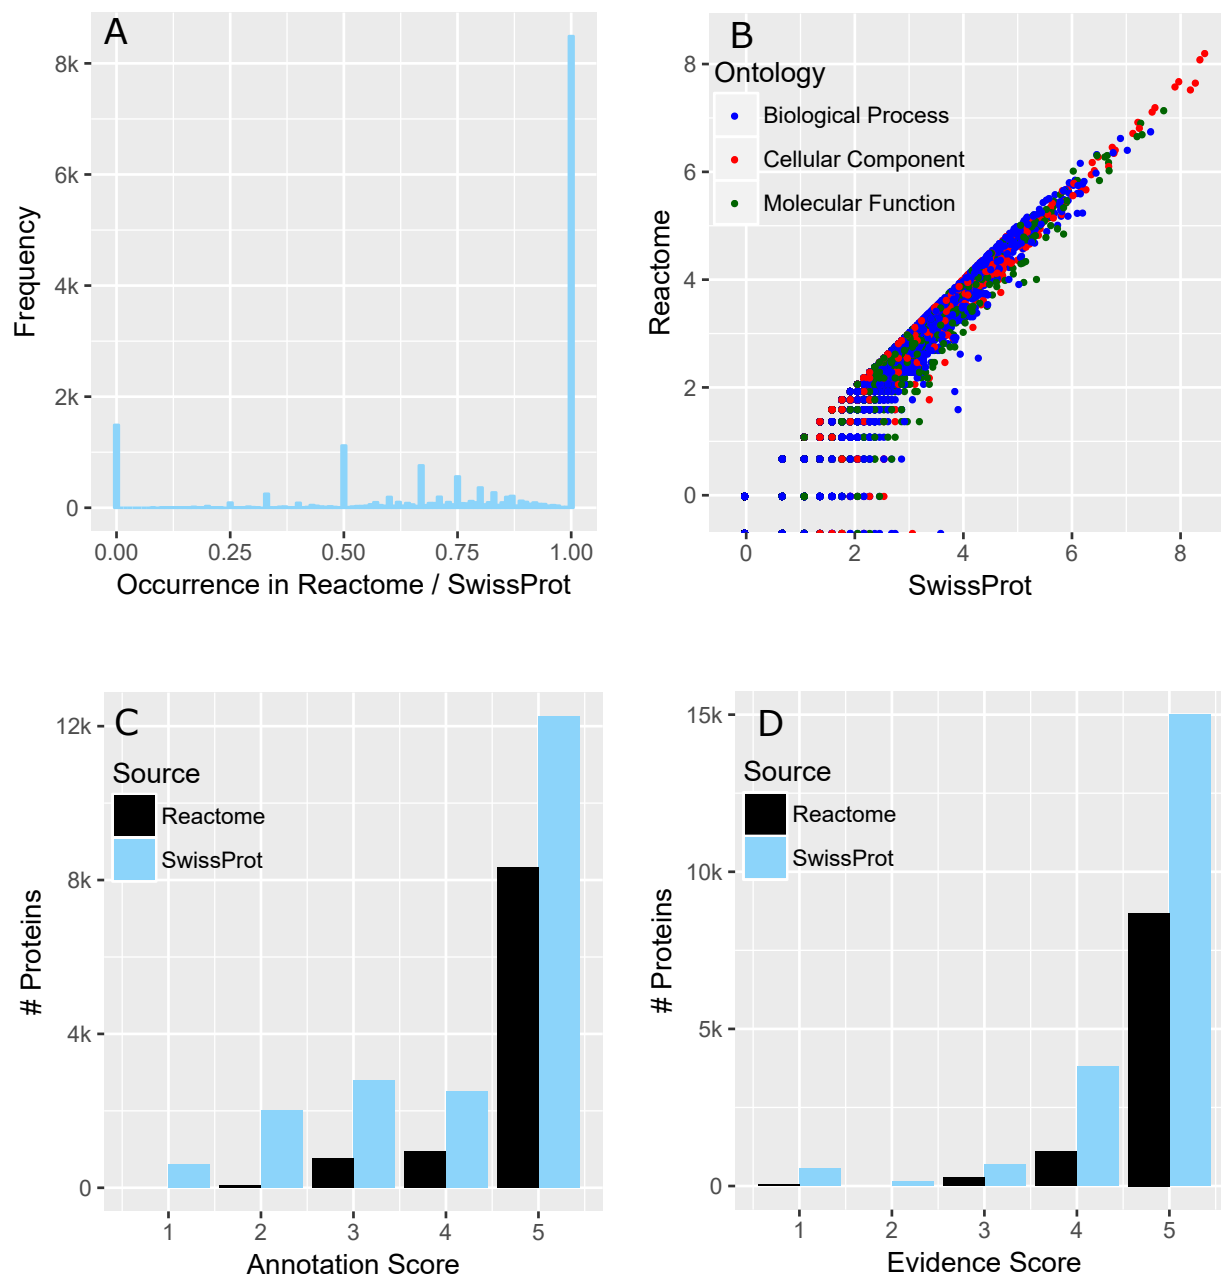 A
8k
6k
4k
2k
0
Frequency
0.00 0.25 0.50 0.75 1.00
Occurrence in Reactome / SwissProt
B
Ontology
Biological Process
Cellular Component
Molecular Function
8
6
4
2
0
Reactome
0 2 4 6 8
SwissProt
C
Source
Reactome
SwissProt
12k
8k
4k
0
# Proteins
1 2 3 4 5
Annotation Score
D
Source
Reactome
SwissProt
15k
10k
5k
0
# Proteins
1 2 3 4 5
Evidence Score